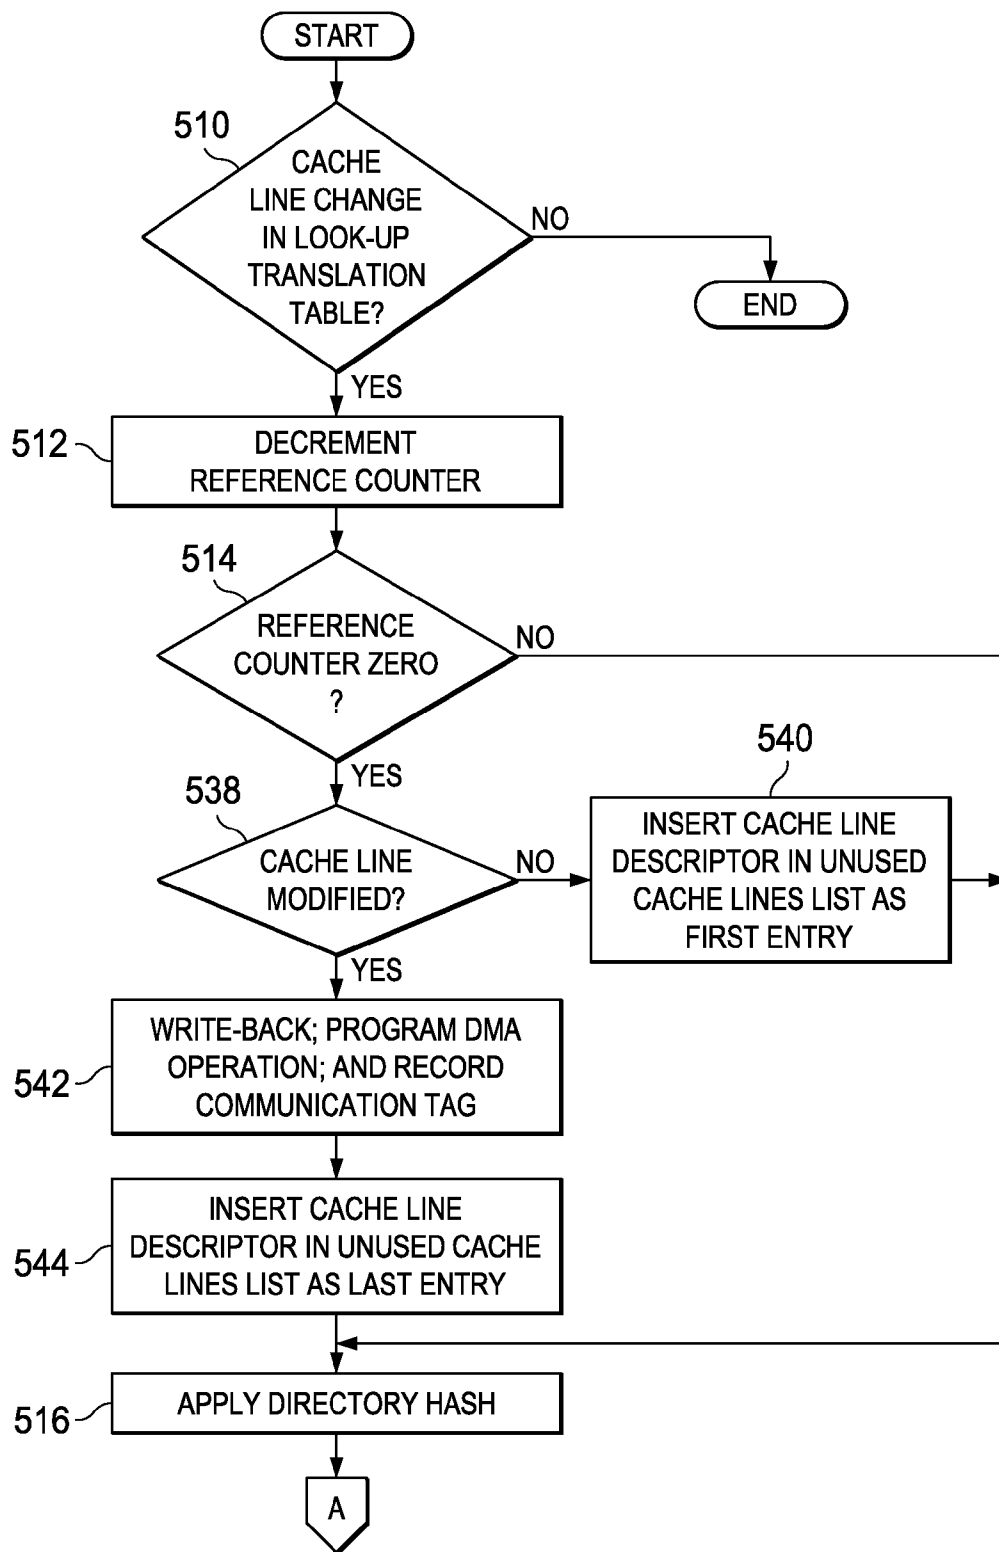 START
510
CACHE
LINE CHANGE
IN LOOK-UP
TRANSLATION
TABLE?
NO
END
YES
512
DECREMENT
REFERENCE COUNTER
514
REFERENCE
COUNTER ZERO
?
NO
YES
538
CACHE LINE
MODIFIED?
NO
540
INSERT CACHE LINE
DESCRIPTOR IN UNUSED
CACHE LINES LIST AS
FIRST ENTRY
YES
542
WRITE-BACK; PROGRAM DMA
OPERATION; AND RECORD
COMMUNICATION TAG
544
INSERT CACHE LINE
DESCRIPTOR IN UNUSED CACHE
LINES LIST AS LAST ENTRY
516
APPLY DIRECTORY HASH
A